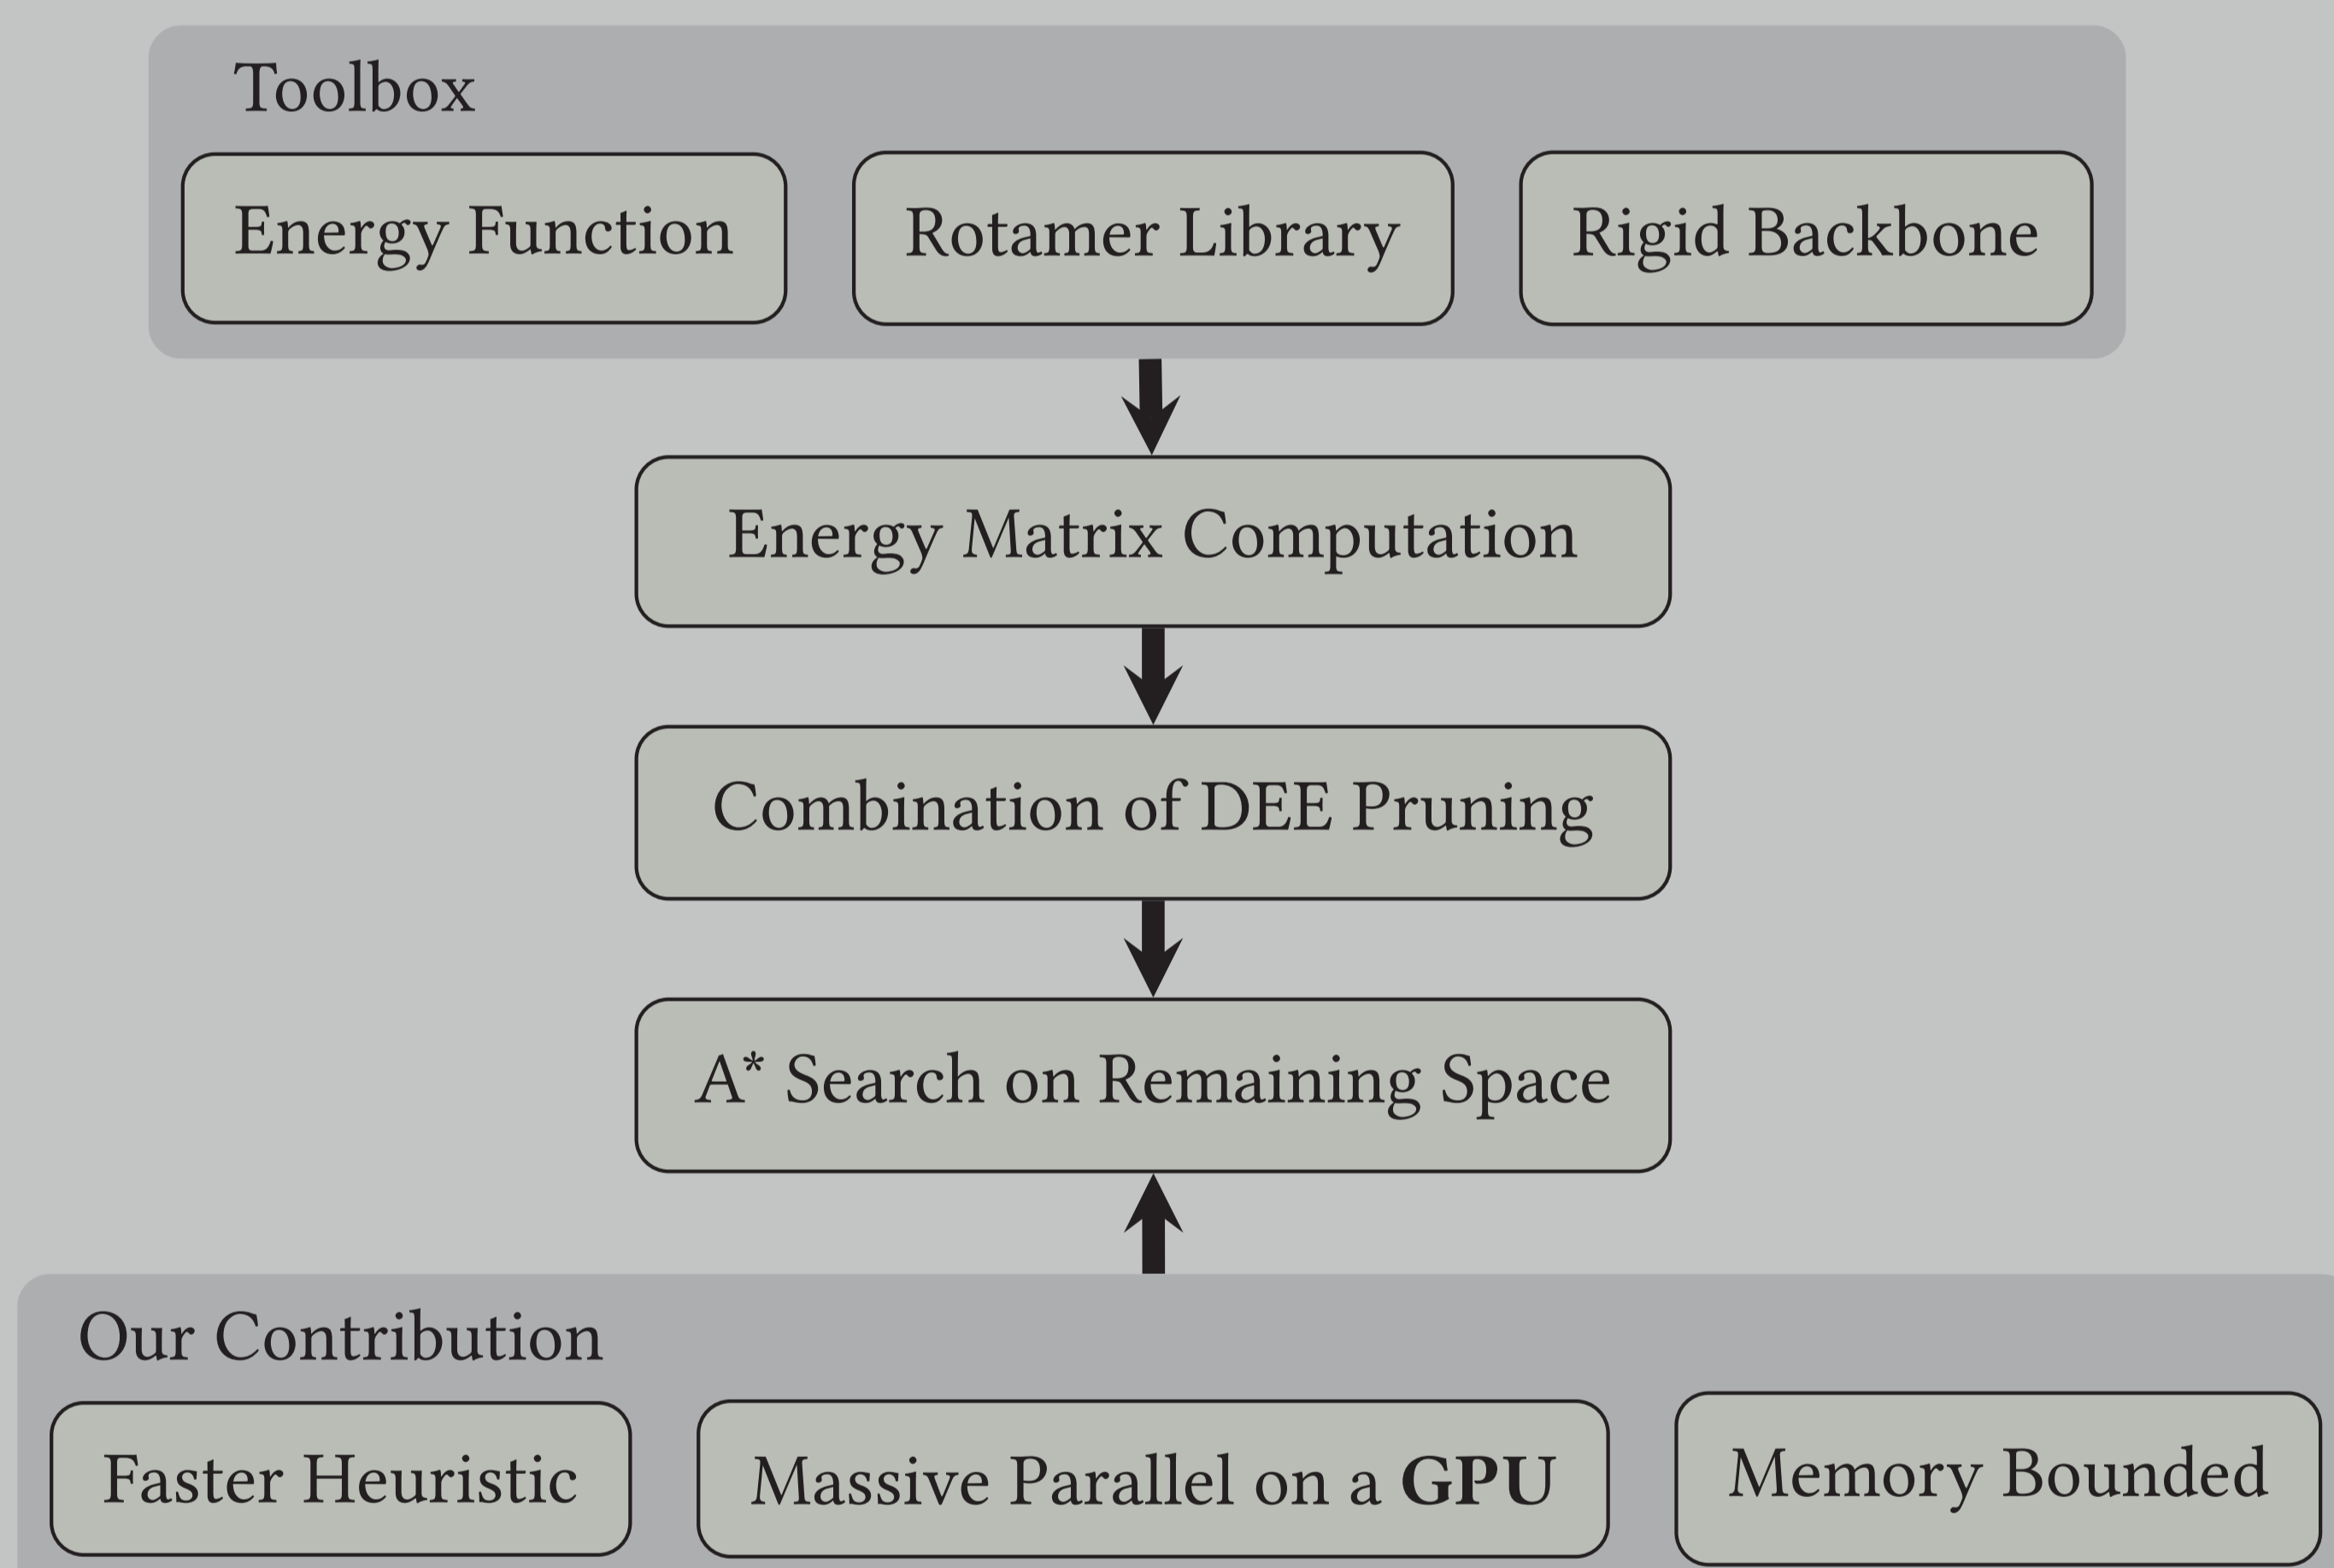 Toolbox
Energy Function
Rotamer Library
Rigid Backbone
Energy Matrix Computation
Combination of DEE Pruning
A* Search on Remaining Space
Our Contribution
Faster Heuristic
Massive Parallel on a GPU
Memory Bounded